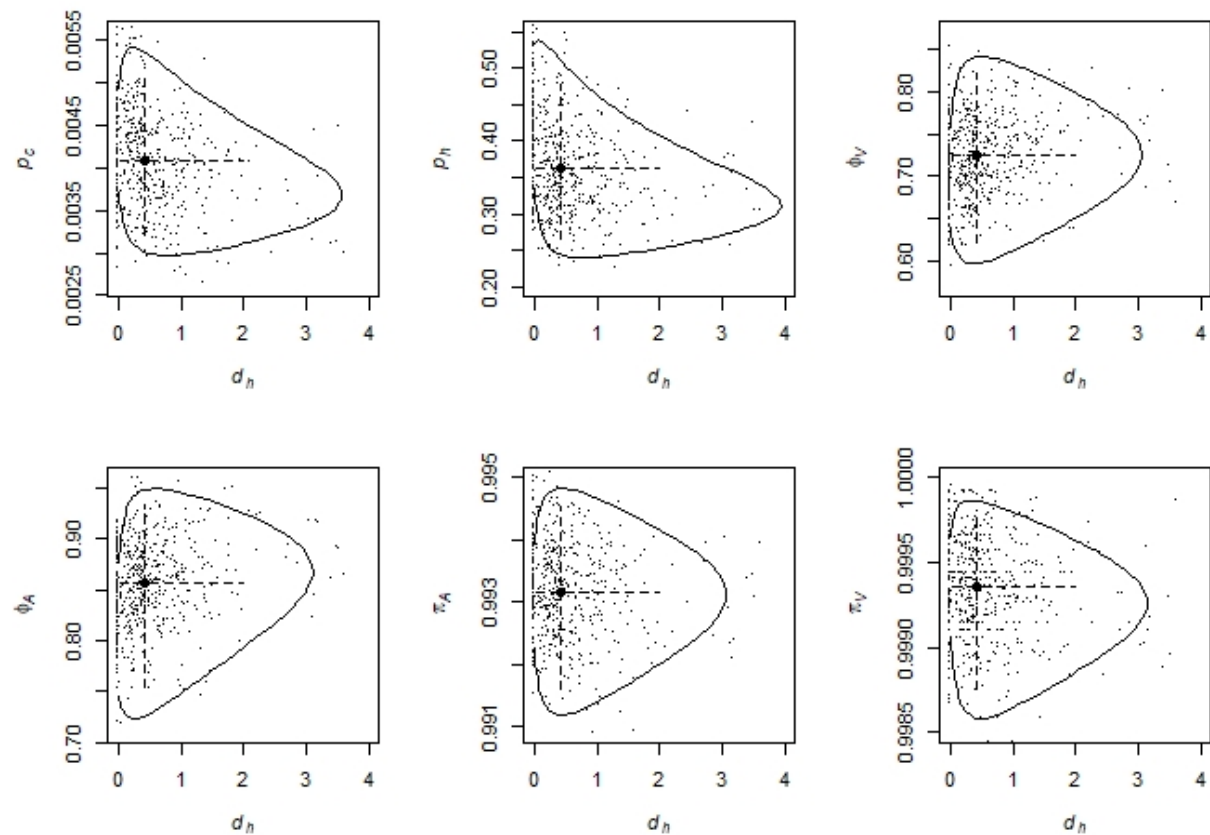 0.0025 0.0035 0.0045 0.0055
p_c
0 1 2 3 4
d_h
0.20 0.30 0.40 0.50
p_h
0 1 2 3 4
d_h
0.60 0.70 0.80
ϕ_V
0 1 2 3 4
d_h
0.70 0.80 0.90
ϕ_A
0 1 2 3 4
d_h
0.991 0.993 0.995
π_A
0 1 2 3 4
d_h
0.9985 0.9990 0.9995 1.0000
π_V
0 1 2 3 4
d_h